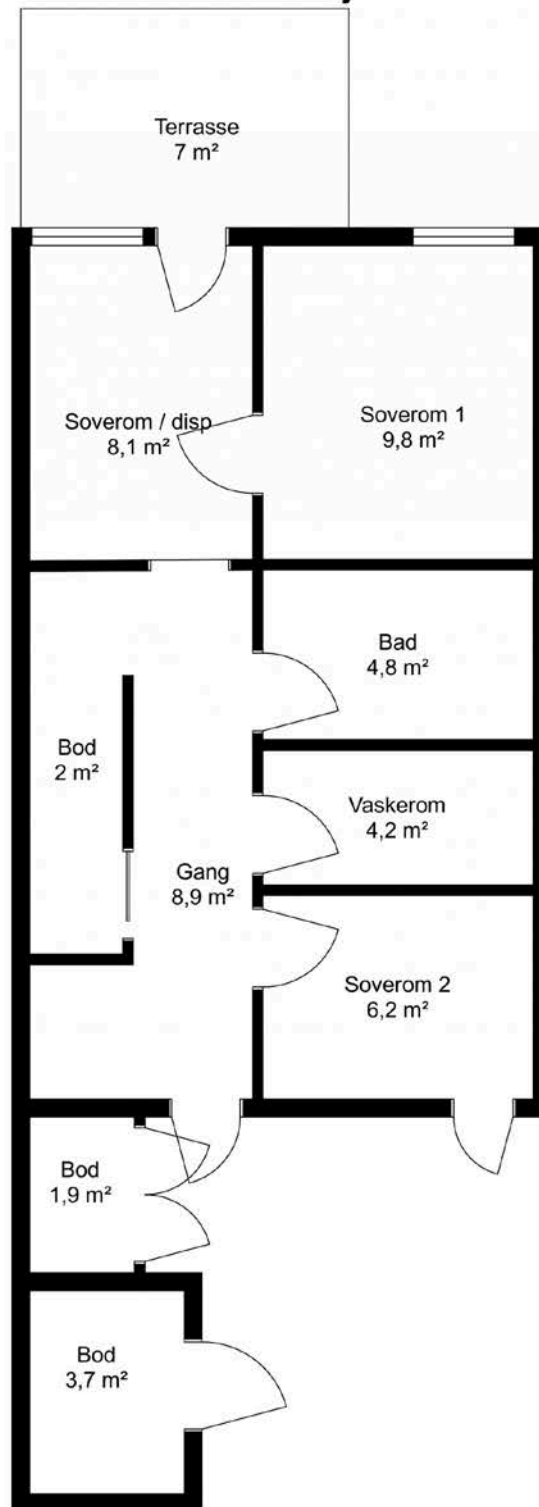 Terrasse
7 m²
Soverom / disp
8,1 m²
Soverom 1
9,8 m²
Bad
4,8 m²
Bod
2 m²
Vaskerom
4,2 m²
Gang
8,9 m²
Soverom 2
6,2 m²
Bod
1,9 m²
Bod
3,7 m²